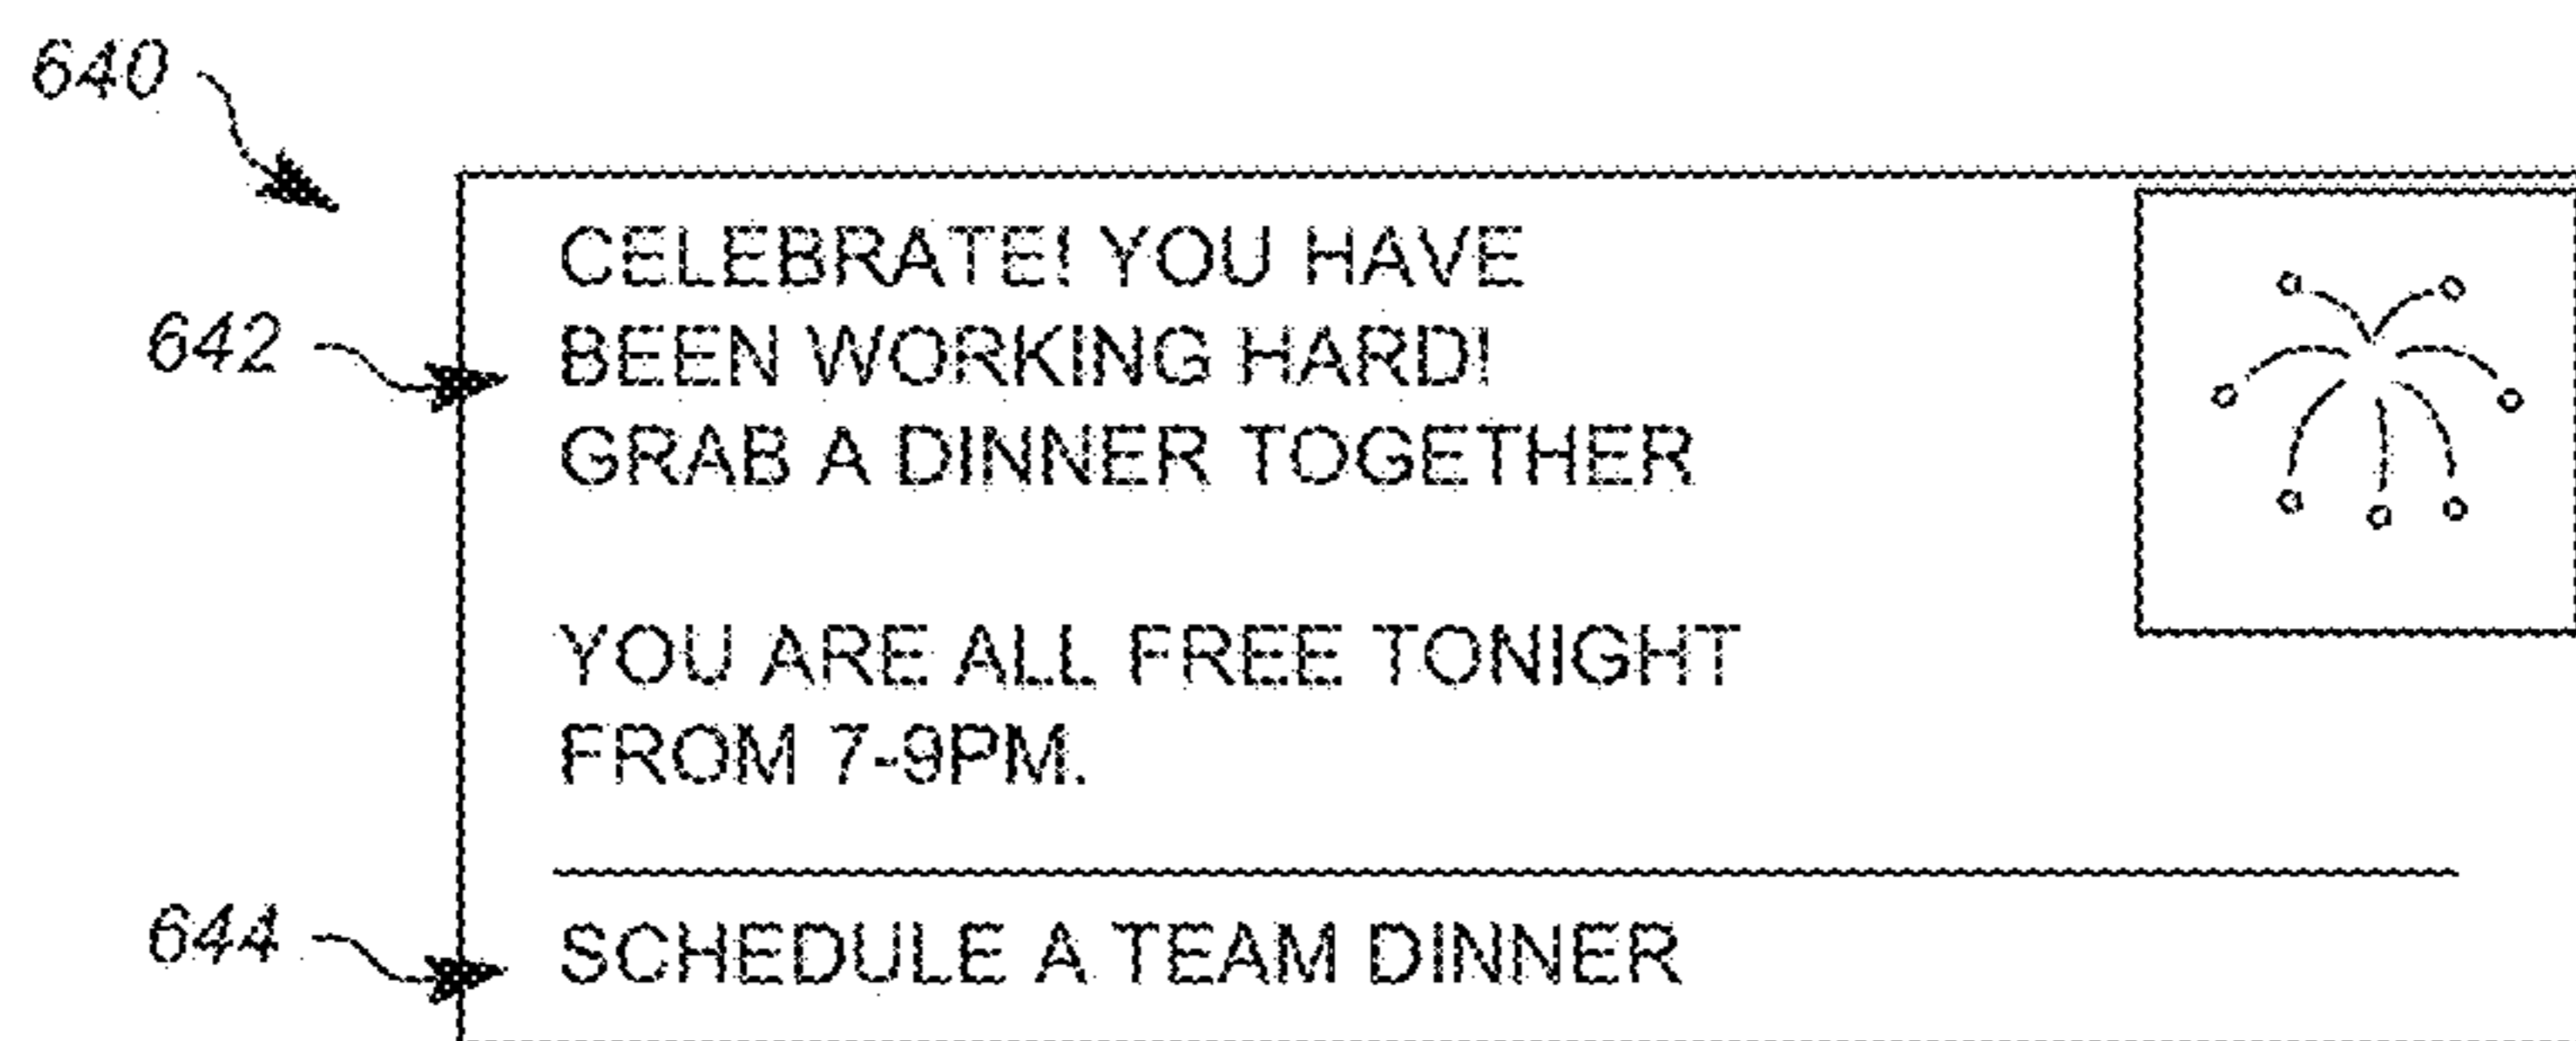 640
CELEBRATE! YOU HAVE
642
BEEN WORKING HARD!
GRAB A DINNER TOGETHER
YOU ARE ALL FREE TONIGHT
FROM 7-9PM.
644
SCHEDULE A TEAM DINNER